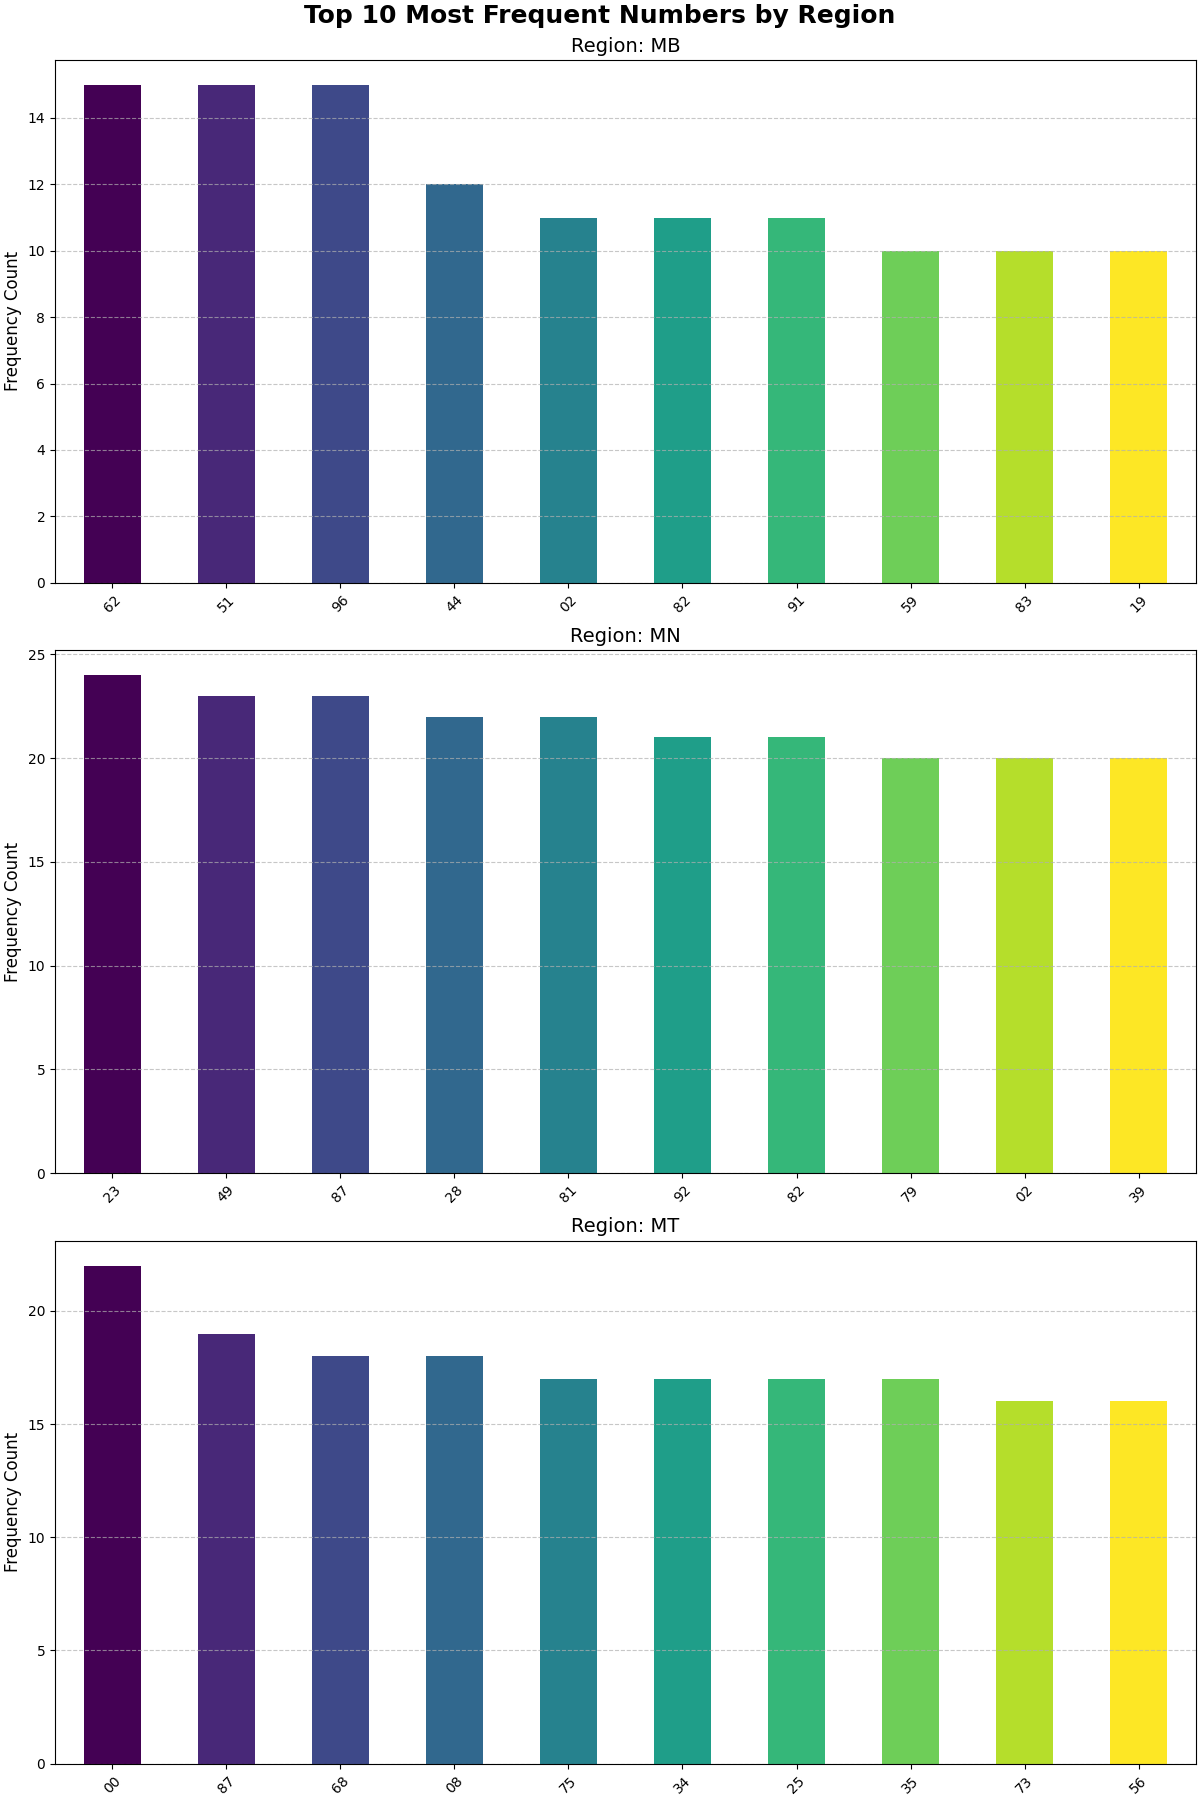 Top 10 Most Frequent Numbers by Region
Region: MB
Frequency Count
14
12
10
8
6
4
2
0
62 51 96 44 02 82 91 59 83 19
Region: MN
Frequency Count
25
20
15
10
5
0
23 49 87 28 81 92 82 79 02 39
Region: MT
Frequency Count
20
15
10
5
0
00 87 68 08 75 34 25 35 73 56